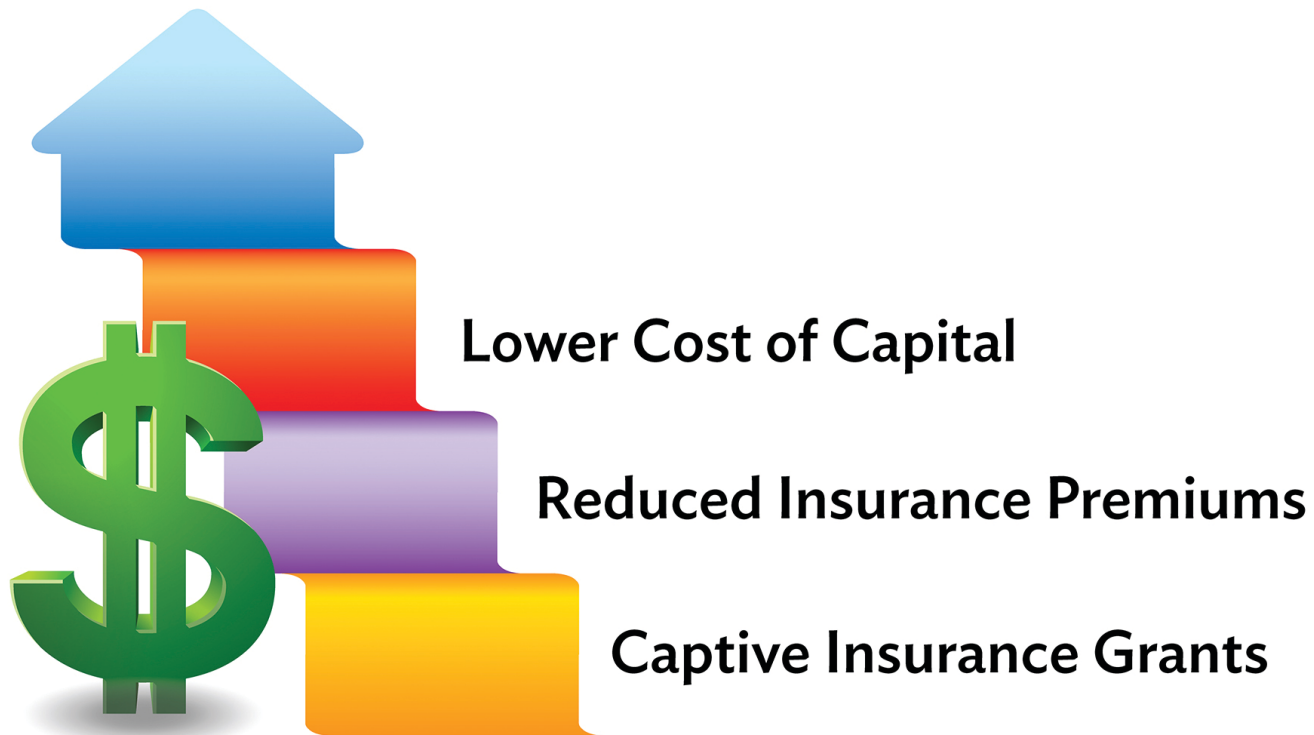 Lower Cost of Capital
Reduced Insurance Premiums
Captive Insurance Grants